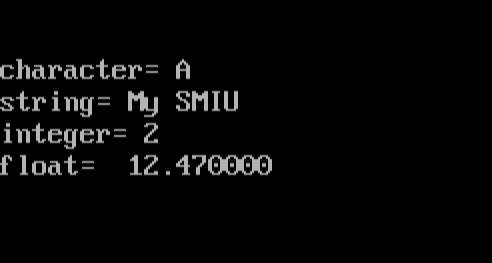 character= A
string= My SMIU
integer= 2
float=  12.470000